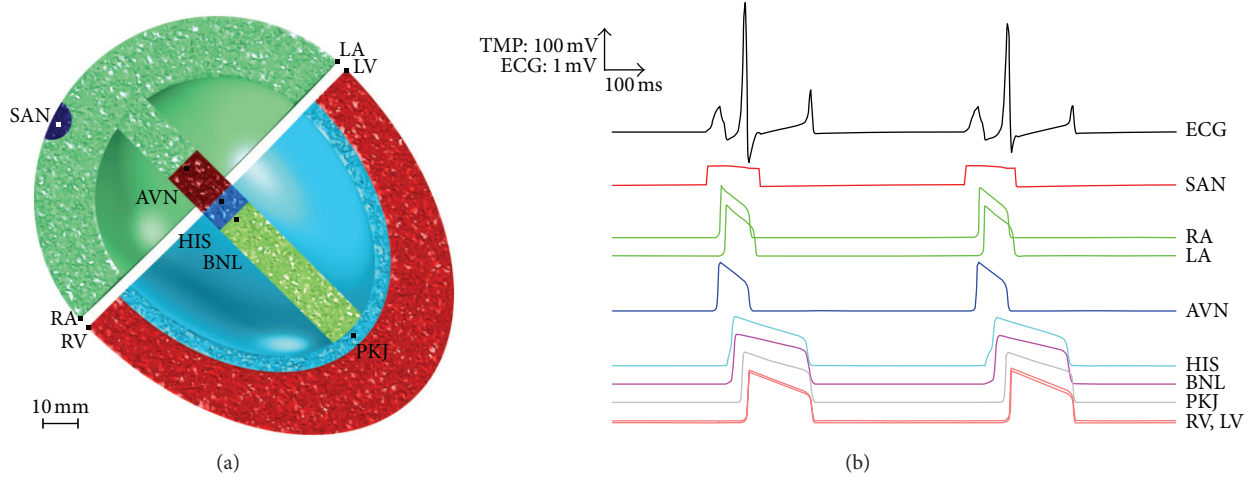 LA
LV
SAN
AVN
HIS
BNL
RA
RV
PKJ
10 mm
(a)
TMP: 100 mV
ECG: 1 mV
100 ms
ECG
SAN
RA
LA
AVN
HIS
BNL
PKJ
RV, LV
(b)